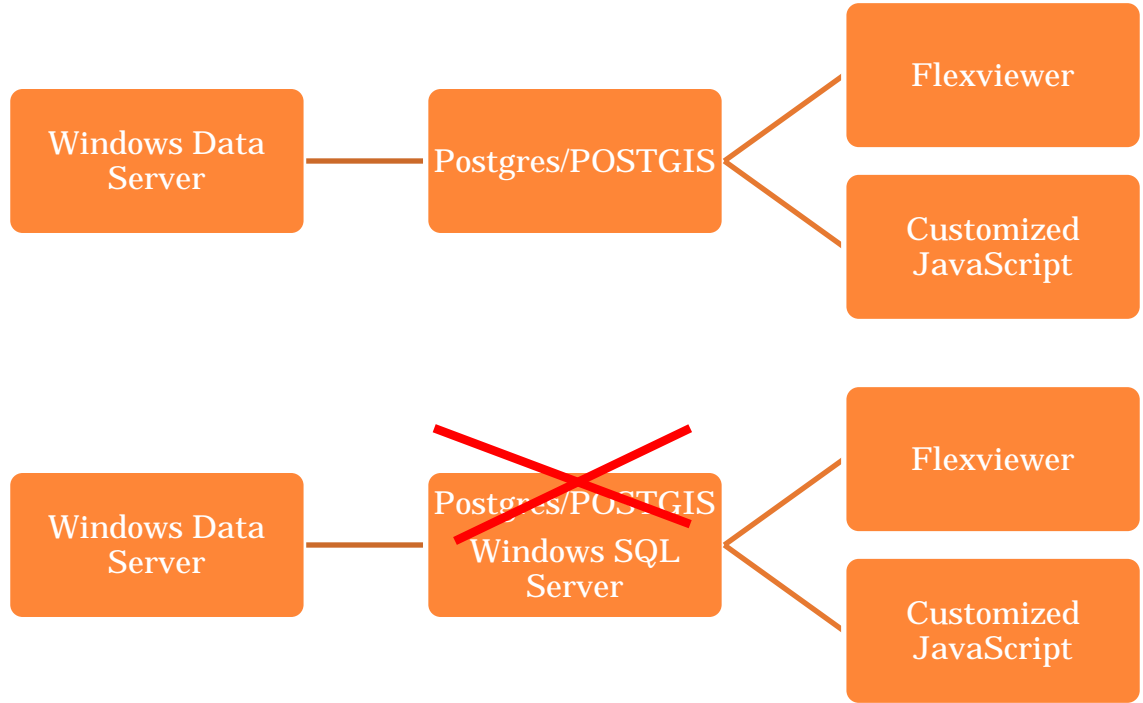 Windows Data
Server
Postgres/POSTGIS
Flexviewer
Customized
JavaScript
Windows Data
Server
Postgres/POSTGIS
Windows SQL
Server
Flexviewer
Customized
JavaScript